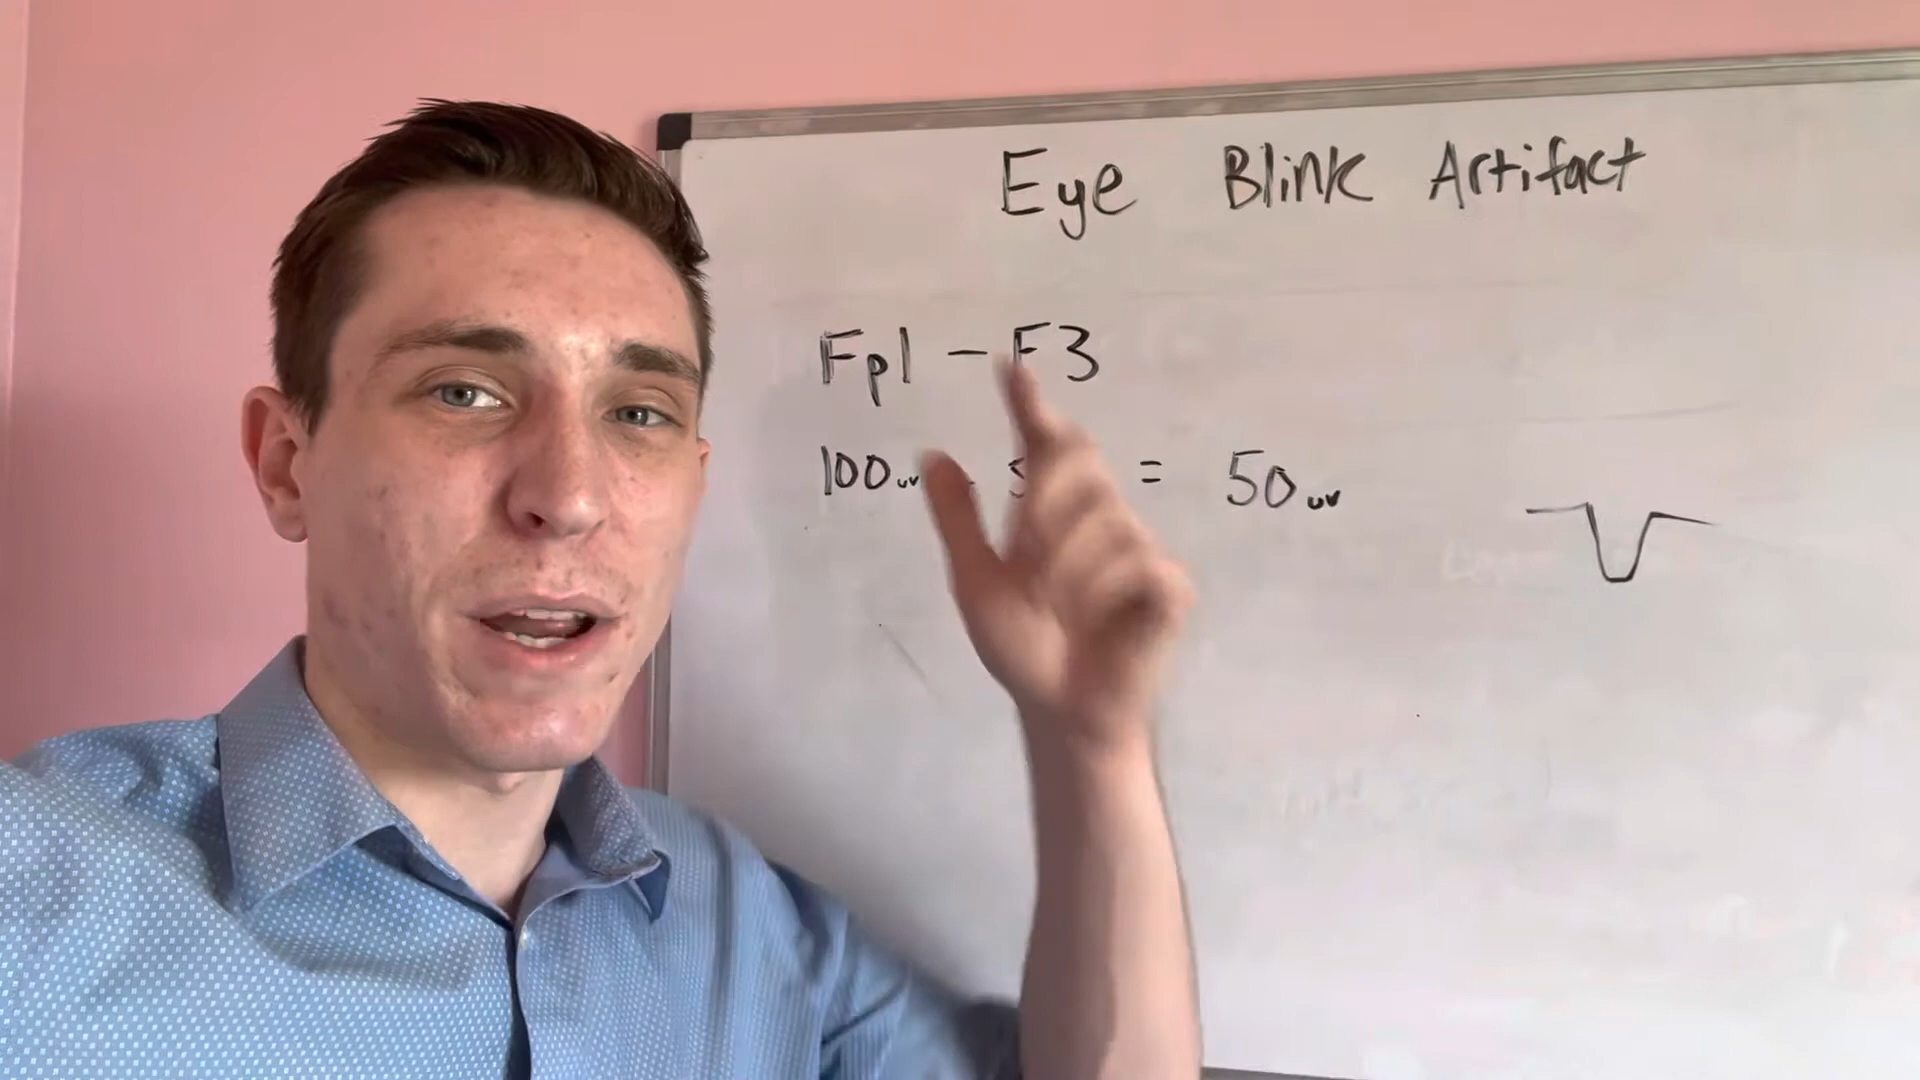 Eye Blink Artifact
Fp1 - F3
100uv = 50uv